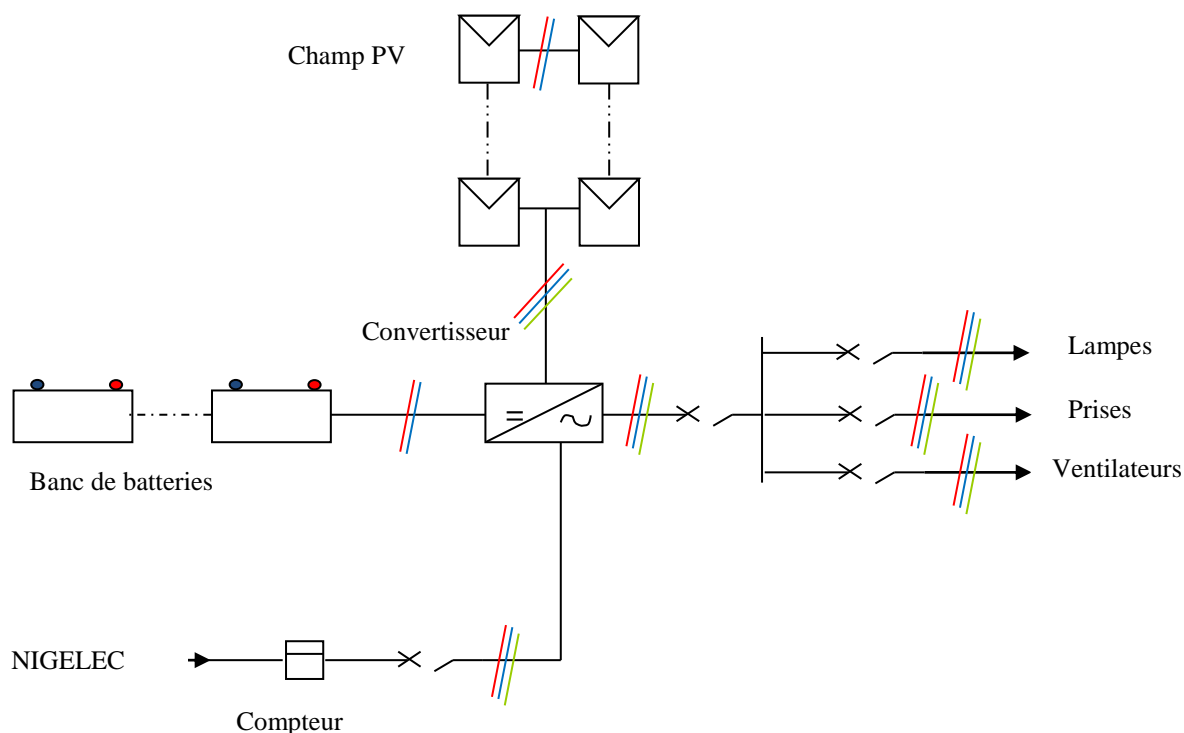 Champ PV
Convertisseur
Lampes
Prises
Ventilateurs
Banc de batteries
NIGELEC
Compteur